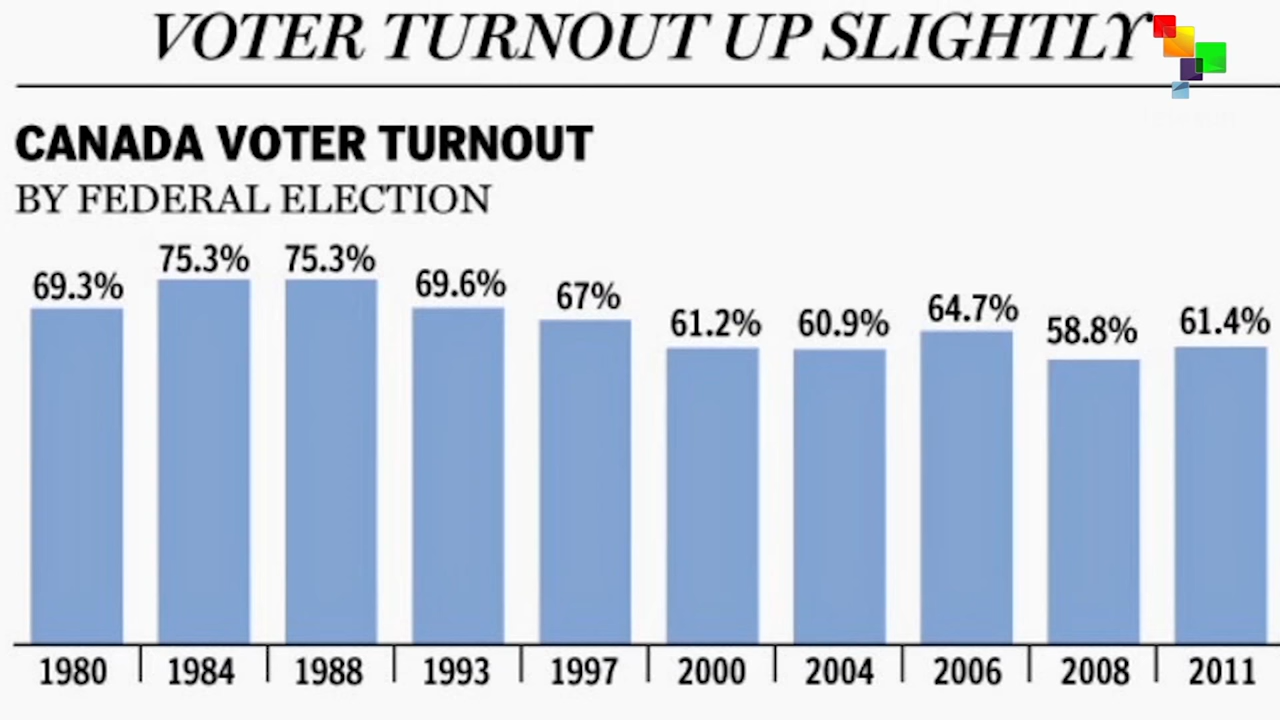 VOTER TURNOUT UP SLIGHTLY
CANADA VOTER TURNOUT
BY FEDERAL ELECTION
69.3% 75.3% 75.3% 69.6% 67% 61.2% 60.9% 64.7% 58.8% 61.4%
1980 1984 1988 1993 1997 2000 2004 2006 2008 2011